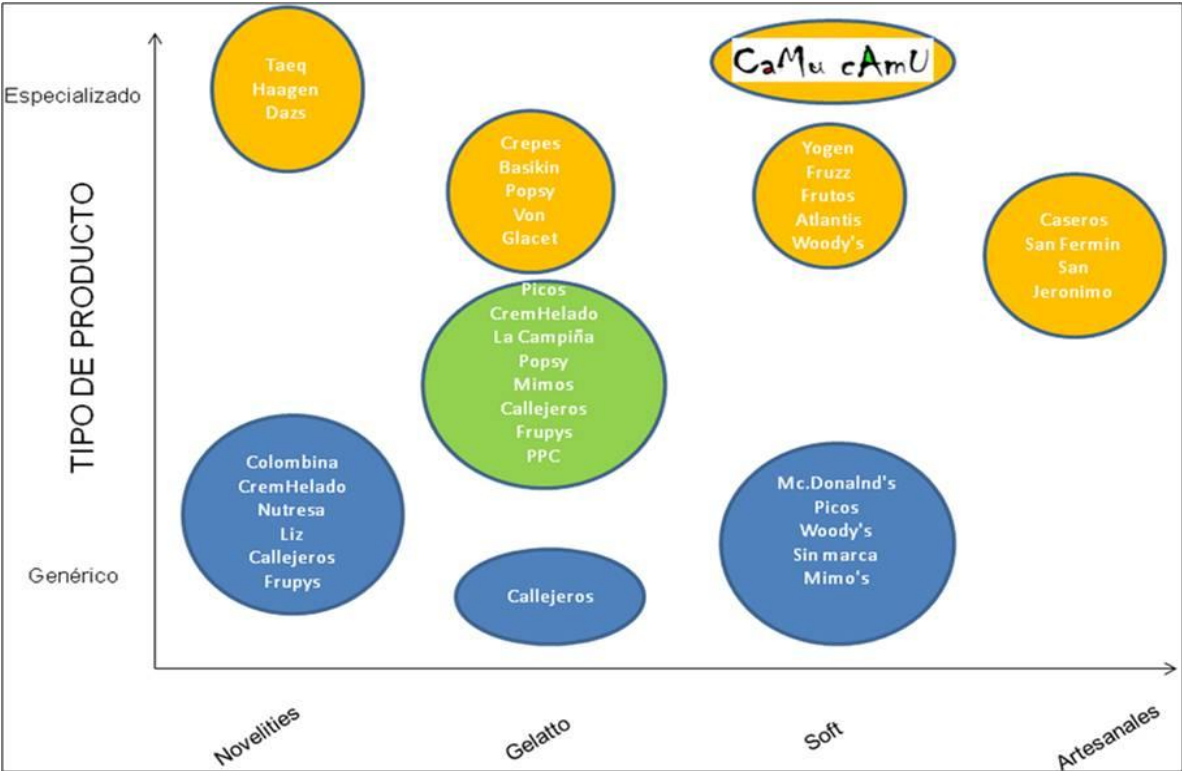 Especializado
TIPO DE PRODUCTO
Genérico
Taeq
Haagen
Dazs
Crepes
Basikin
Popsy
Von
Glacet
CaMu cAmU
Yogen
Fruzz
Frutos
Atlantis
Woody's
Caseros
San Fermin
San
Jeronimo
Picos
CremHelado
La Campiña
Popsy
Mimos
Callejeros
Frupys
PPC
Colombina
CremHelado
Nutresa
Liz
Callejeros
Frupys
Callejeros
Mc.Donalnd's
Picos
Woody's
Sin marca
Mimo's
Novelities
Gelatto
Soft
Artesanales